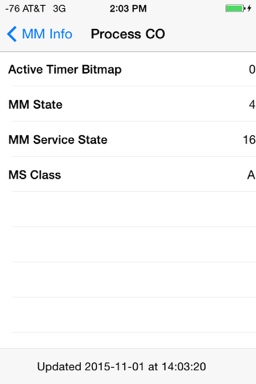 -76 AT&T 3G 2:03 PM
MM Info Process CO
Active Timer Bitmap 0
MM State 4
MM Service State 16
MS Class A
Updated 2015-11-01 at 14:03:20